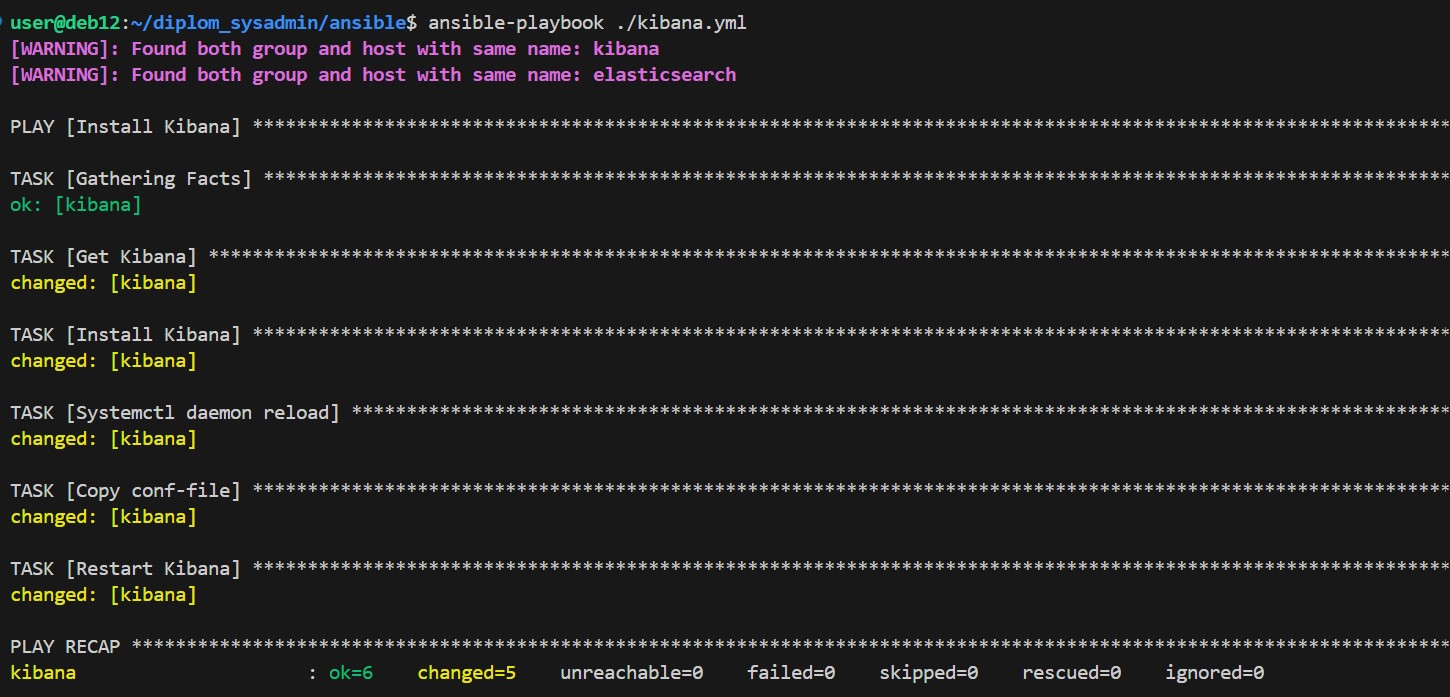 user@deb12:~/diplom_sysadmin/ansible$ ansible-playbook ./kibana.yml
[WARNING]: Found both group and host with same name: kibana
[WARNING]: Found both group and host with same name: elasticsearch
PLAY [Install Kibana] *************************************************************************************************************
TASK [Gathering Facts] ************************************************************************************************************
ok: [kibana]
TASK [Get Kibana] *****************************************************************************************************************
changed: [kibana]
TASK [Install Kibana] *************************************************************************************************************
changed: [kibana]
TASK [Systemctl daemon reload] ****************************************************************************************************
changed: [kibana]
TASK [Copy conf-file] *************************************************************************************************************
changed: [kibana]
TASK [Restart Kibana] *************************************************************************************************************
changed: [kibana]
PLAY RECAP ************************************************************************************************************************
kibana                     : ok=6    changed=5    unreachable=0    failed=0    skipped=0    rescued=0    ignored=0